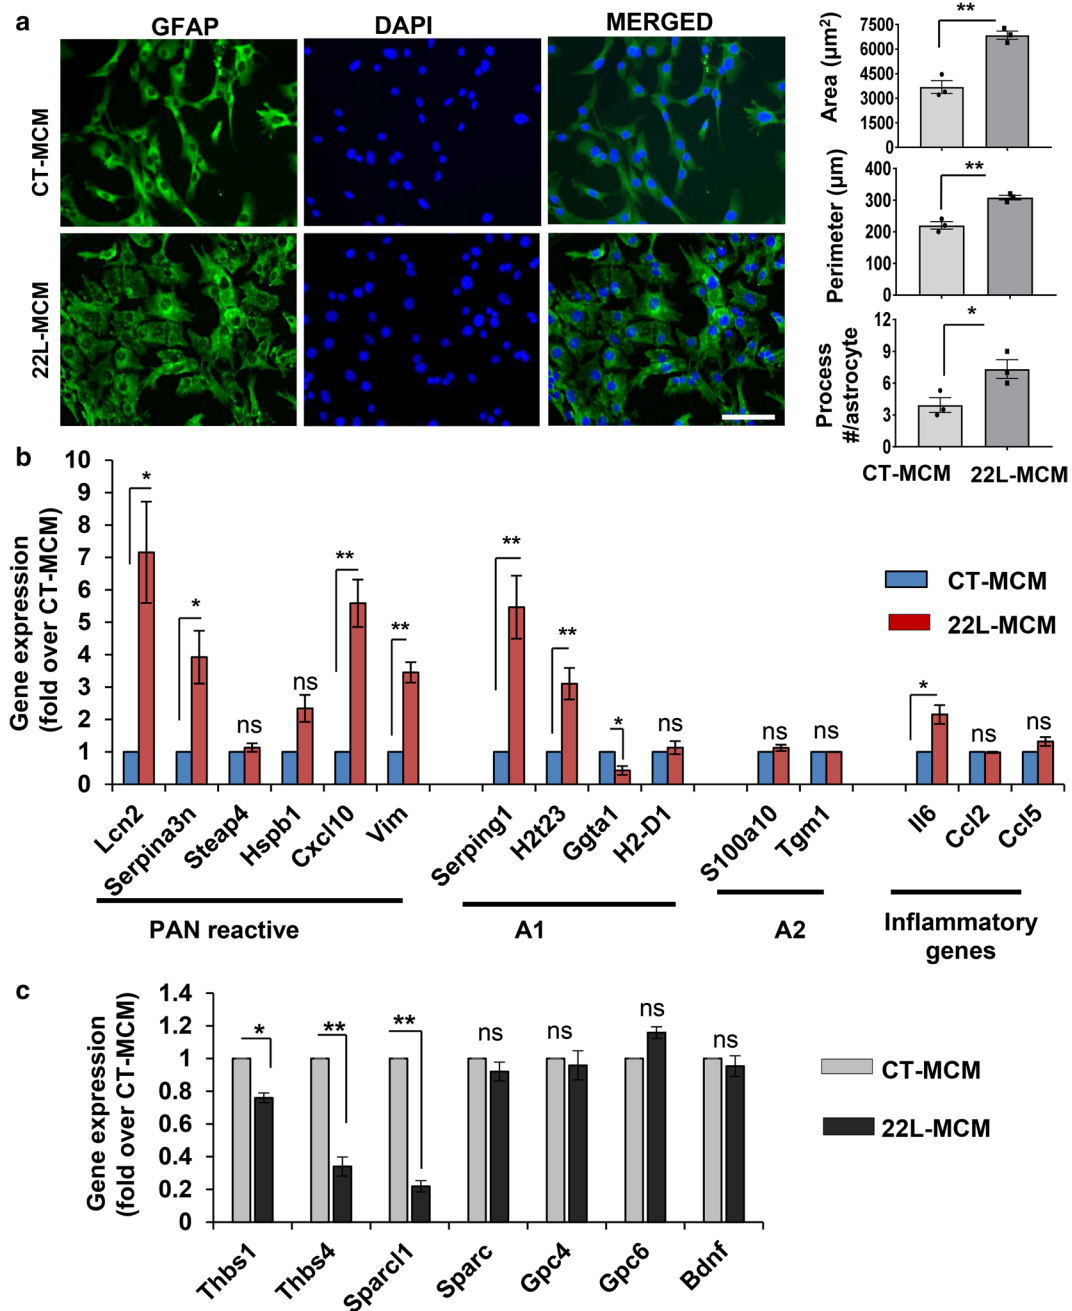 a
GFAP
DAPI
MERGED
CT-MCM
22L-MCM
Area (µm²)
7500
6000
4500
3000
1500
0
**
Perimeter (µm)
400
300
200
100
0
**
Process
#/astrocyte
12
9
6
3
0
*
CT-MCM
22L-MCM
b
Gene expression
(fold over CT-MCM)
10
9
8
7
6
5
4
3
2
1
0
*
*
ns
ns
**
**
**
**
*
ns
ns
ns
*
ns
ns
CT-MCM
22L-MCM
Lcn2
Serpina3n
Steap4
Hspb1
Cxcl10
Vim
Serping1
H2t23
Ggta1
H2-D1
S100a10
Tgm1
Il6
Ccl2
Ccl5
PAN reactive
A1
A2
Inflammatory
genes
c
Gene expression
(fold over CT-MCM)
1.4
1.2
1
0.8
0.6
0.4
0.2
0
*
**
**
ns
ns
ns
ns
CT-MCM
22L-MCM
Thbs1
Thbs4
Sparcl1
Sparc
Gpc4
Gpc6
Bdnf